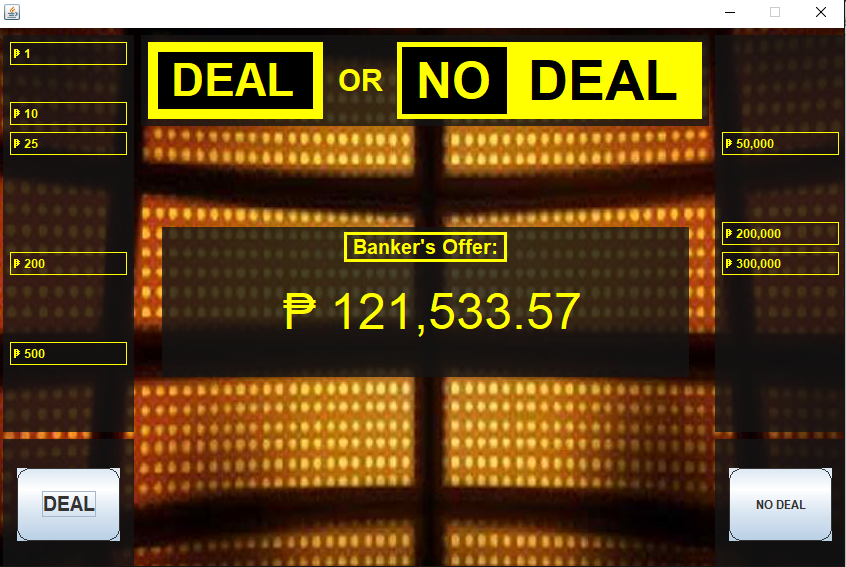 DEAL OR NO DEAL
₱ 1
₱ 10
₱ 25
₱ 200
₱ 500
₱ 50,000
₱ 200,000
₱ 300,000
Banker's Offer:
₱ 121,533.57
DEAL
NO DEAL